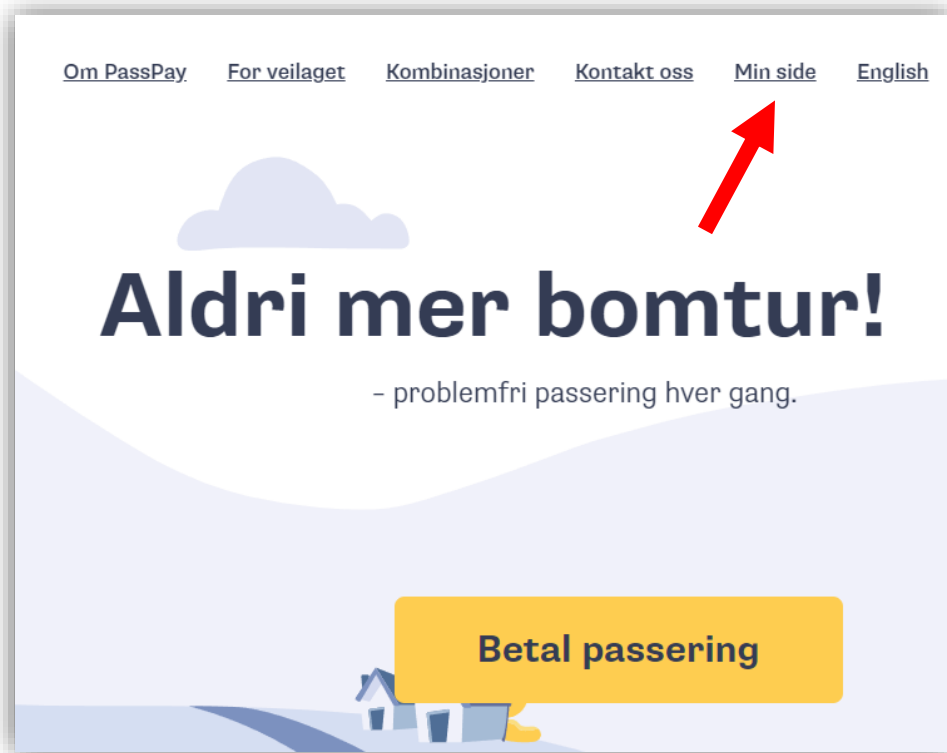 Om PassPay For veilaget Kombinasjoner Kontakt oss Min side English
Aldri mer bomtur!
– problemfri passering hver gang.
Betal passering